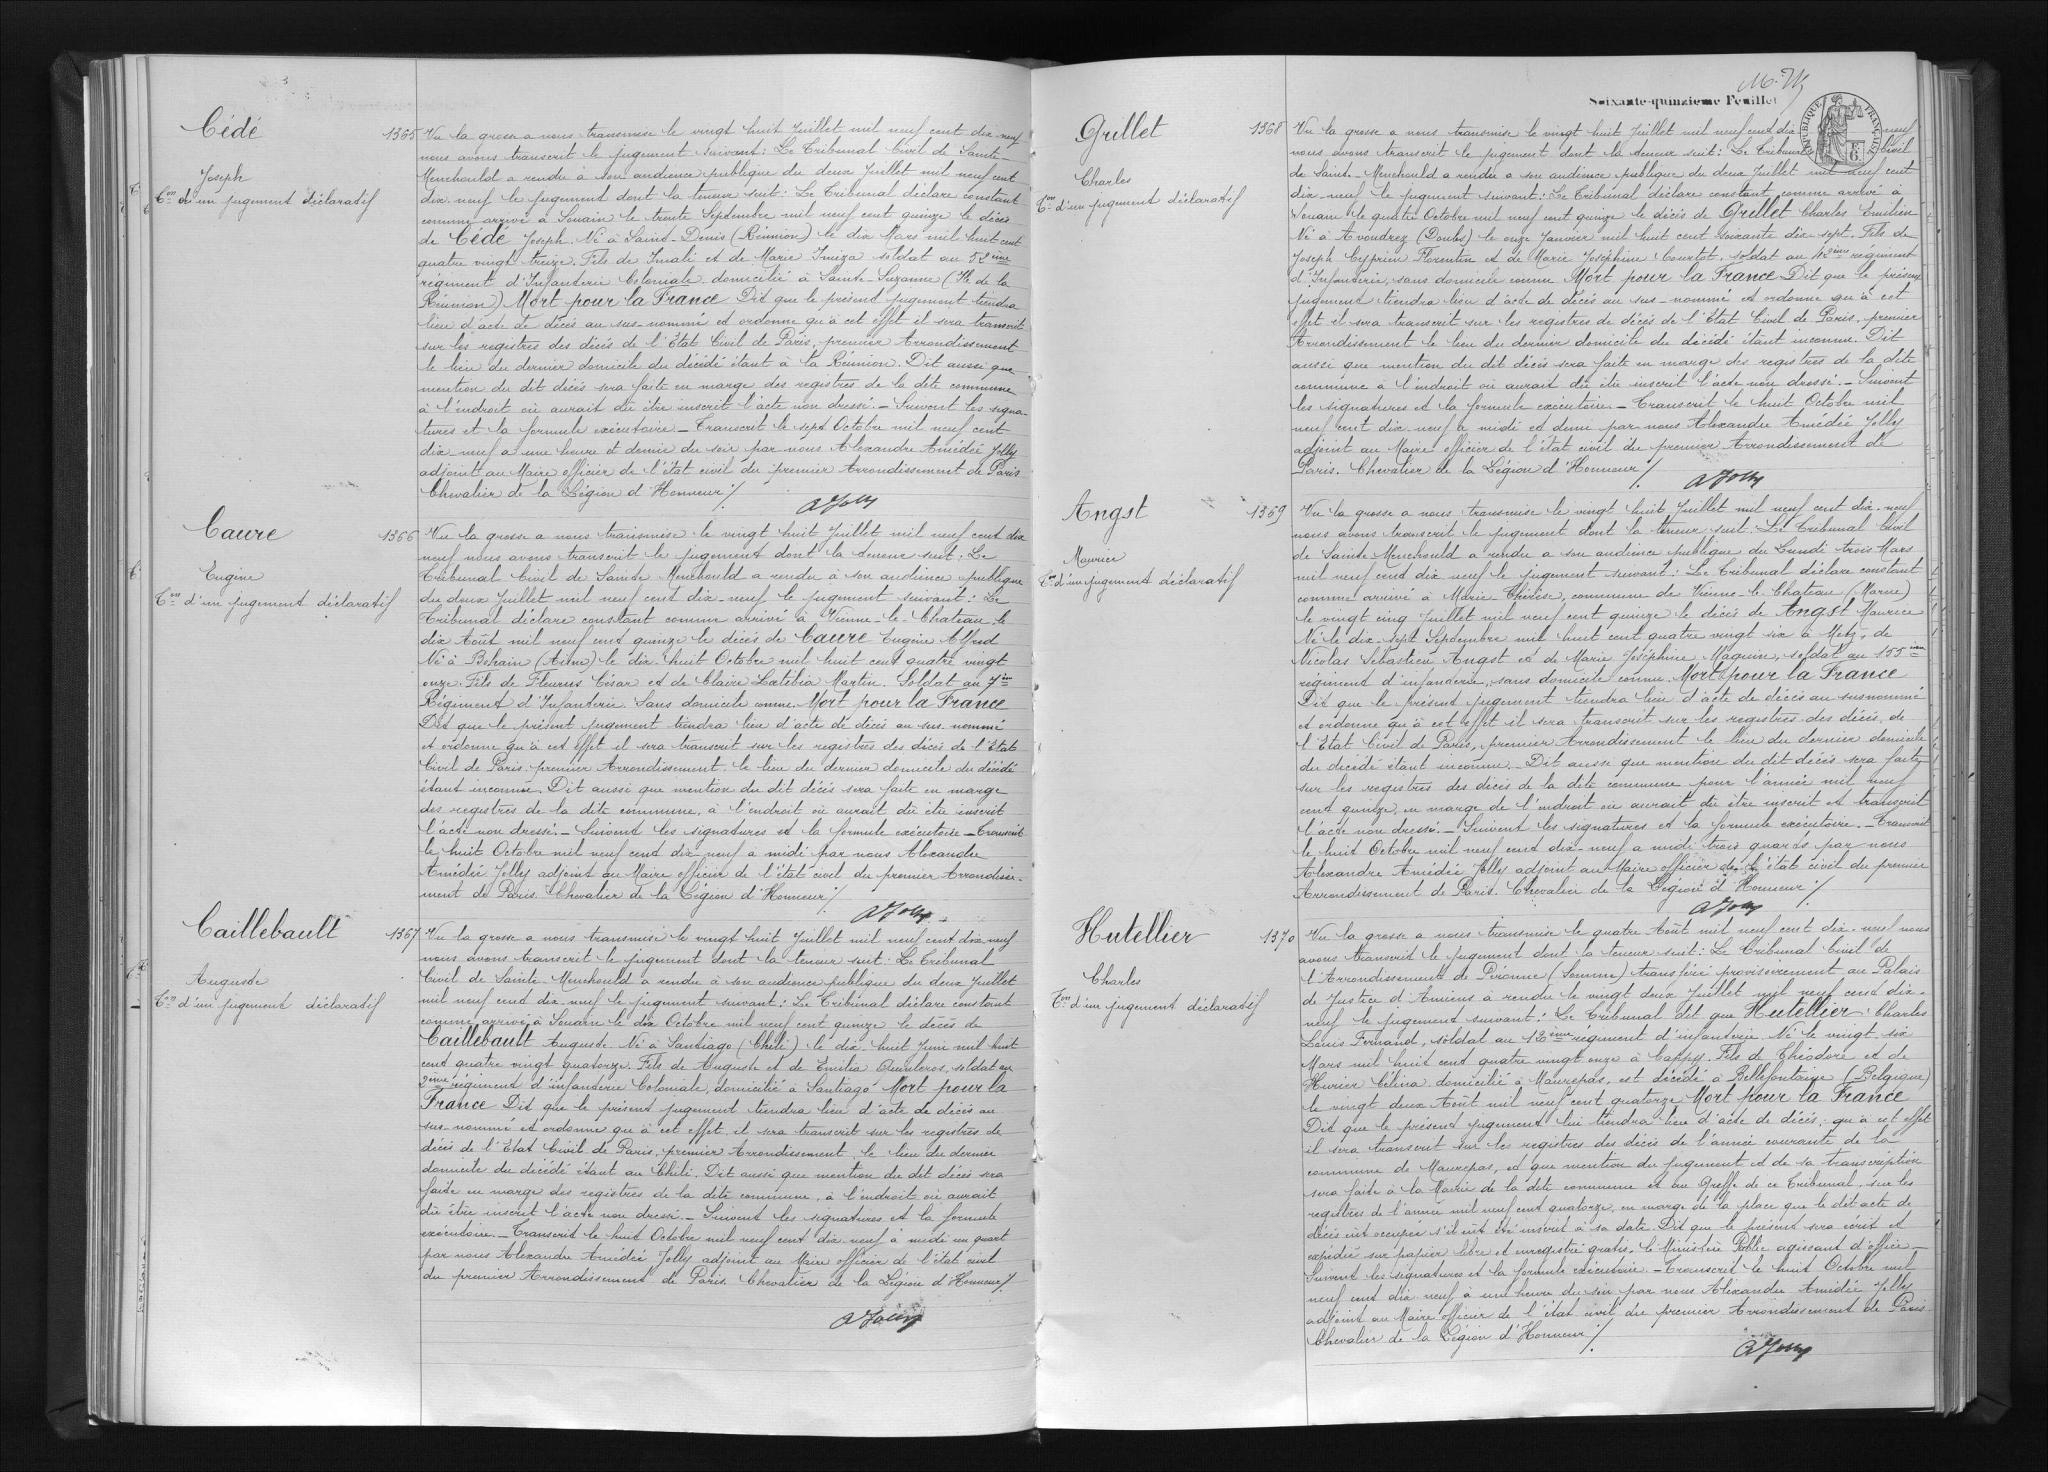 Cédé
Joseph
Con d'un jugement déclaratif
1365
Vu la grosse a nous transmise le vingt huit Juillet mil neuf cent dix-neuf
nous avons transcrit le jugement suivant: Le Tribunal Civil de Sainte-
Menehould a rendu à son audience publique du deux Juillet mil neuf cent
dix-neuf le jugement dont la teneur suit: Le Tribunal déclare constant
comme arrivé à Souain le trente Septembre mil neuf cent quinze le décès
de Cédé Joseph. Né à Saint-Denis (Réunion) le dix Mars mil huit cent
quatre vingt treize. Fils de Imali et de Marie Imiza soldat au 52ième
régiment d'Infanterie Coloniale domicilié à Sainte Suzanne (Ile de la
Réunion) Mort pour la France Dit que le présent jugement tiendra
lieu d'acte de décès au sus-nommé et ordonne qu'à cet effet il sera transcrit
sur les registres des décès de l'Etat Civil de Paris, premier Arrondissement
le lieu du dernier domicile du décédé étant à la Réunion. Dit aussi que
mention du dit décès sera faite en marge des registres de la dite commune
à l'endroit où aurait dû être inscrit l'acte non dressé. - Suivent les signa-
tures et la formule exécutoire - Transcrit le sept Octobre mil neuf cent
dix-neuf a une heure et demie du soir par nous Alexandre Amédée Jolly
adjoint au Maire officier de l'état civil du premier Arrondissement de Paris
Chevalier de la Légion d'Honneur /.
AJolly
Caure
Eugène
Con d'un jugement déclaratif
1366
Vu la grosse a nous transmise le vingt huit Juillet mil neuf cent dix
neuf nous avons transcrit le jugement dont la teneur suit: Le
Tribunal Civil de Sainte Menehould a rendu à son audience publique
du deux Juillet mil neuf cent dix-neuf le jugement suivant: Le
Tribunal déclare constant comme arrivé à Vienne-le-Chateau le
dix Août mil neuf cent quinze le décès de Caure Eugène Alfred
Né à Bohain (Aisne) le dix-huit Octobre mil huit cent quatre vingt
onze. Fils de Fleurus César et de Claire Laetitia Martin. Soldat au 7ème
Régiment d'Infanterie. Sans domicile connu. Mort pour la France
Dit que le présent jugement tiendra lieu d'acte de décès au sus nommé
et ordonne qu'à cet effet il sera transcrit sur les registres des décès de l'Etat
Civil de Paris premier Arrondissement. le lieu du dernier domicile du décédé
étant inconnu. Dit aussi que mention du dit décès sera faite en marge
des registres de la dite commune, à l'endroit où aurait dû être inscrit
l'acte non dressé. - Suivent les signatures et la formule exécutoire - Transcrit
le huit Octobre mil neuf cent dix-neuf à midi par nous Alexandre
Amédée Jolly adjoint au Maire officier de l'état civil du premier Arrondisse-
ment de Paris. Chevalier de la Légion d'Honneur /.
AJolly
Caillebault
Auguste
Con d'un jugement déclaratif
1367
Vu la grosse a nous transmise le vingt huit Juillet mil neuf cent dix neuf
nous avons transcrit le jugement dont la teneur suit: Le Tribunal
Civil de Sainte Menehould a rendu à son audience publique du deux Juillet
mil neuf cent dix-neuf le jugement suivant: Le Tribunal déclare constant
comme arrivé à Souain le dix Octobre mil neuf cent quinze le décès de
Caillebault Auguste. Né à Santiago (Chili) le dix-huit Juin mil huit
cent quatre vingt quatorze. Fils de Auguste et de Emilia Quinteros, soldat au
2ème régiment d'infanterie Coloniale, domicilié à Santiago Mort pour la
France Dit que le présent jugement tiendra lieu d'acte de décès au
sus-nommé et ordonne qu'à cet effet il sera transcrit sur les registres de
décès de l'Etat Civil de Paris, premier Arrondissement, le lieu du dernier
domicile du décédé étant au Chili. Dit aussi que mention du dit décès sera
faite en marge des registres de la dite commune, à l'endroit où aurait
dû être inscrit l'acte non dressé. - Suivent les signatures et la formule
exécutoire. - Transcrit le huit Octobre mil neuf cent dix-neuf à midi un quart
par nous Alexandre Amédée Jolly adjoint au Maire officier de l'état civil
du premier Arrondissement de Paris. Chevalier de la Légion d'Honneur /.
AJolly
Soixante-quinzième Feuillet
RÉPUBLIQUE FRANÇAISE
Grillet
Charles
Con d'un jugement déclaratif
1368
Vu la grosse a nous transmise le vingt huit Juillet mil neuf cent dix neuf
nous avons transcrit le jugement dont la teneur suit: Le Tribunal Civil
de Sainte-Menehould a rendu a son audience publique du deux Juillet mil neuf cent
dix-neuf le jugement suivant: Le Tribunal déclare constant comme arrivé à
Souain le quatre Octobre mil neuf cent quinze le décès de Grillet Charles Emilien
Né à Avoudrey (Doubs) le onze Janvier mil huit cent soixante dix sept. Fils de
Joseph Cyprien Florentin et de Marie Joséphine Courtot, soldat au 42ème régiment
d'Infanterie, sans domicile connu Mort pour la France Dit que le présent
jugement tiendra lieu d'acte de décès au sus-nommé et ordonne qu'à cet
effet il sera transcrit sur les registres de décès de l'Etat Civil de Paris, premier
Arrondissement le lieu du dernier domicile du décédé étant inconnu. Dit
aussi que mention du dit décès sera faite en marge des registres de la dite
commune à l'endroit où aurait dû être inscrit l'acte non dressé. - Suivent
les signatures et la formule exécutoire - Transcrit le huit Octobre mil
neuf cent dix-neuf à midi et demi par nous Alexandre Amédée Jolly
adjoint au Maire officier de l'état civil du premier Arrondissement de
Paris. Chevalier de la Légion d'Honneur /.
AJolly
Angst
Maurice
Con d'un jugement déclaratif
1369
Vu la grosse a nous transmise le vingt huit Juillet mil neuf cent dix-neuf
nous avons transcrit le jugement dont la teneur suit: Le Tribunal Civil
de Sainte Menehould a rendu a son audience publique du Lundi trois Mars
mil neuf cent dix neuf le jugement suivant: Le Tribunal déclare constant
comme arrivé à Marie Thérèse, commune de Vienne-le-Chateau (Marne)
le vingt cinq Juillet mil neuf cent quinze le décès de Angst Maurice
Né le dix-sept Septembre mil huit cent quatre vingt six à Metz, de
Nicolas Sébastien Angst et de Marie Joséphine Maguin, soldat au 155ème
régiment d'infanterie, sans domicile connu. Mort pour la France
Dit que le présent jugement tiendra lieu d'acte de décès au susnommé
et ordonne qu'à cet effet il sera transcrit sur les registres des décès de
l'Etat Civil de Paris, premier Arrondissement le lieu du dernier domicile
du décédé étant inconnu. - Dit aussi que mention du dit décès sera faite
sur les registres des décès de la dite commune pour l'année mil neuf
cent quinze, en marge de l'endroit où aurait dû être inscrit et transcrit
l'acte non dressé. - Suivent les signatures et la formule exécutoire. - Transcrit
le huit Octobre mil neuf cent dix-neuf a midi trois quarts par nous
Alexandre Amédée Jolly adjoint au Maire officier de l'état civil du premier
Arrondissement de Paris. Chevalier de la Légion d'Honneur /.
AJolly
Hutellier
Charles
Con d'un jugement déclaratif
1370
Vu la grosse a nous transmise le quatre Août mil neuf cent dix-neuf nous
avons transcrit le jugement dont la teneur suit: Le Tribunal Civil de
l'Arrondissement de Péronne (Somme) transféré provisoirement au Palais
de Justice d'Amiens à rendu le vingt deux Juillet mil neuf cent dix-
neuf le jugement suivant: Le Tribunal dit que Hutellier Charles
Louis Fernand, soldat au 12ème régiment d'infanterie Né le vingt six
Mars mil huit cent quatre vingt onze à Cappy. Fils de Théodore et de
Hurier Célina domicilié à Maurepas, est décédé à Bellefontaine (Belgique)
le vingt deux Août mil neuf cent quatorze Mort pour la France
Dit que le présent jugement lui tiendra lieu d'acte de décès; qu'à cet effet
il sera transcrit sur les registres des décès de l'année courante de la
commune de Maurepas, et que mention du jugement et de sa transcription
sera faite à la Mairie de la dite commune et au Greffe de ce Tribunal, sur les
registres de l'année mil neuf cent quatorze, en marge de la place que le dit acte de
décès eut occupée s'il eût été inscrit à sa date. Dit que le présent sera écrit et
expédié sur papier libre et enregistré gratis, le Ministère Public agissant d'office -
Suivent les signatures et la formule exécutoire - Transcrit le huit Octobre mil
neuf cent dix-neuf à une heure du soir par nous Alexandre Amédée Jolly
adjoint au Maire officier de l'état civil du premier Arrondissement de Paris
Chevalier de la Légion d'Honneur /.
AJolly